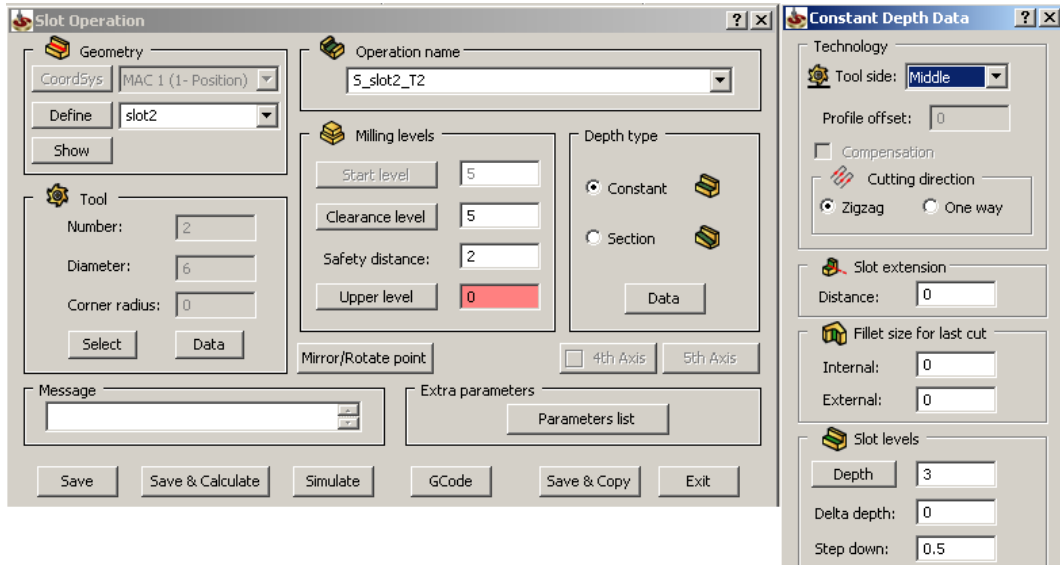 Slot Operation
Geometry
CoordSys MAC 1 (1- Position)
Define slot2
Show
Operation name
S_slot2_T2
Tool
Number: 2
Diameter: 6
Corner radius: 0
Select Data
Milling levels
Start level 5
Clearance level 5
Safety distance: 2
Upper level 0
Depth type
Constant
Section
Data
Mirror/Rotate point
4th Axis 5th Axis
Message
Extra parameters
Parameters list
Save Save & Calculate Simulate GCode Save & Copy Exit
Constant Depth Data
Technology
Tool side: Middle
Profile offset: 0
Compensation
Cutting direction
Zigzag One way
Slot extension
Distance: 0
Fillet size for last cut
Internal: 0
External: 0
Slot levels
Depth 3
Delta depth: 0
Step down: 0.5